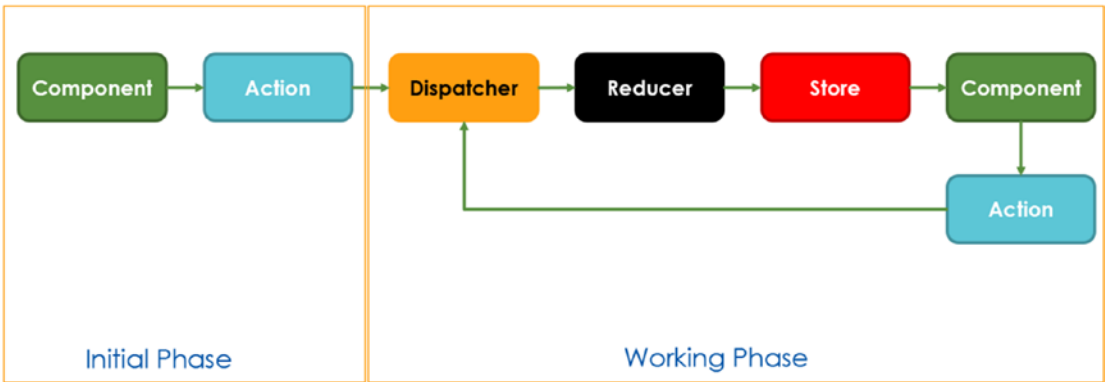 Component
Action
Dispatcher
Reducer
Store
Component
Action
Initial Phase
Working Phase